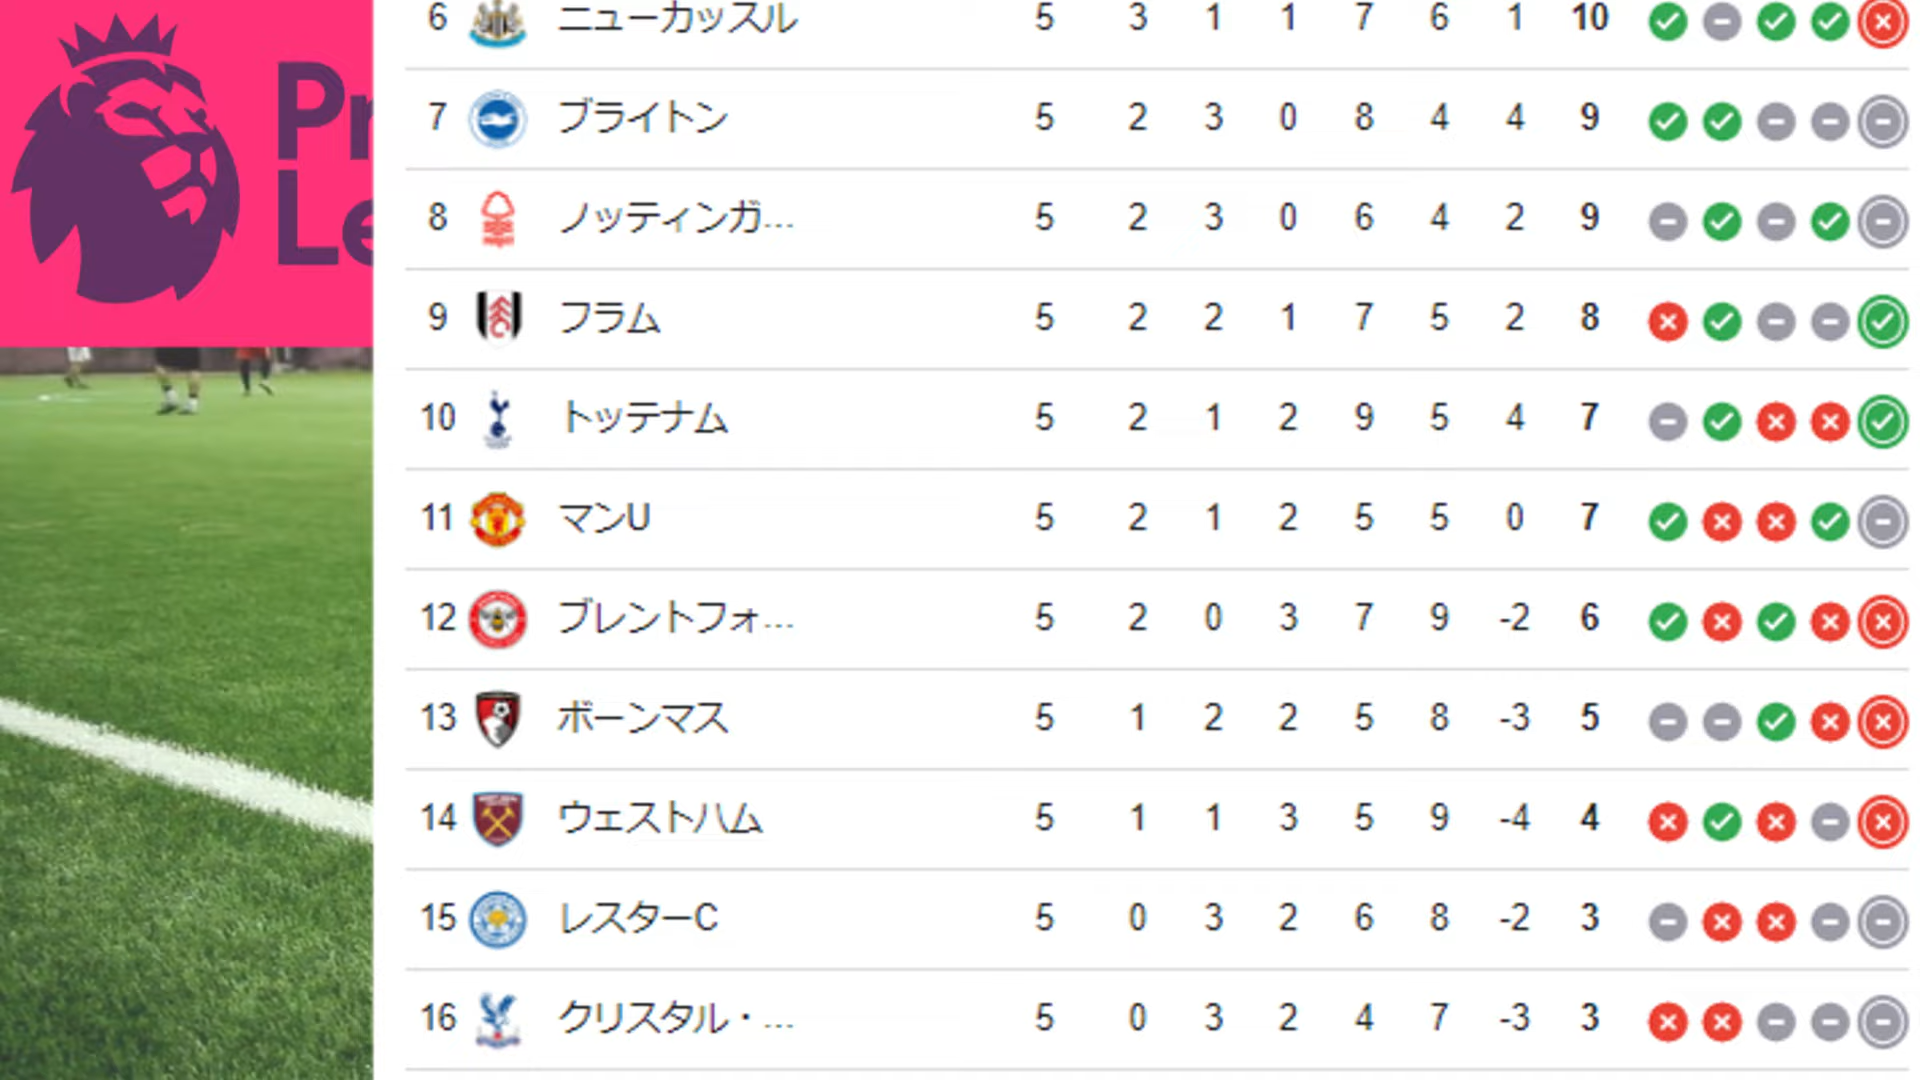 Pr
Le
6 ニューカッスル 5 3 1 1 7 6 1 10
7 ブライトン 5 2 3 0 8 4 4 9
8 ノッティンガ... 5 2 3 0 6 4 2 9
9 フラム 5 2 2 1 7 5 2 8
10 トッテナム 5 2 1 2 9 5 4 7
11 マンU 5 2 1 2 5 5 0 7
12 ブレントフォ... 5 2 0 3 7 9 -2 6
13 ボーンマス 5 1 2 2 5 8 -3 5
14 ウェストハム 5 1 1 3 5 9 -4 4
15 レスターC 5 0 3 2 6 8 -2 3
16 クリスタル・... 5 0 3 2 4 7 -3 3